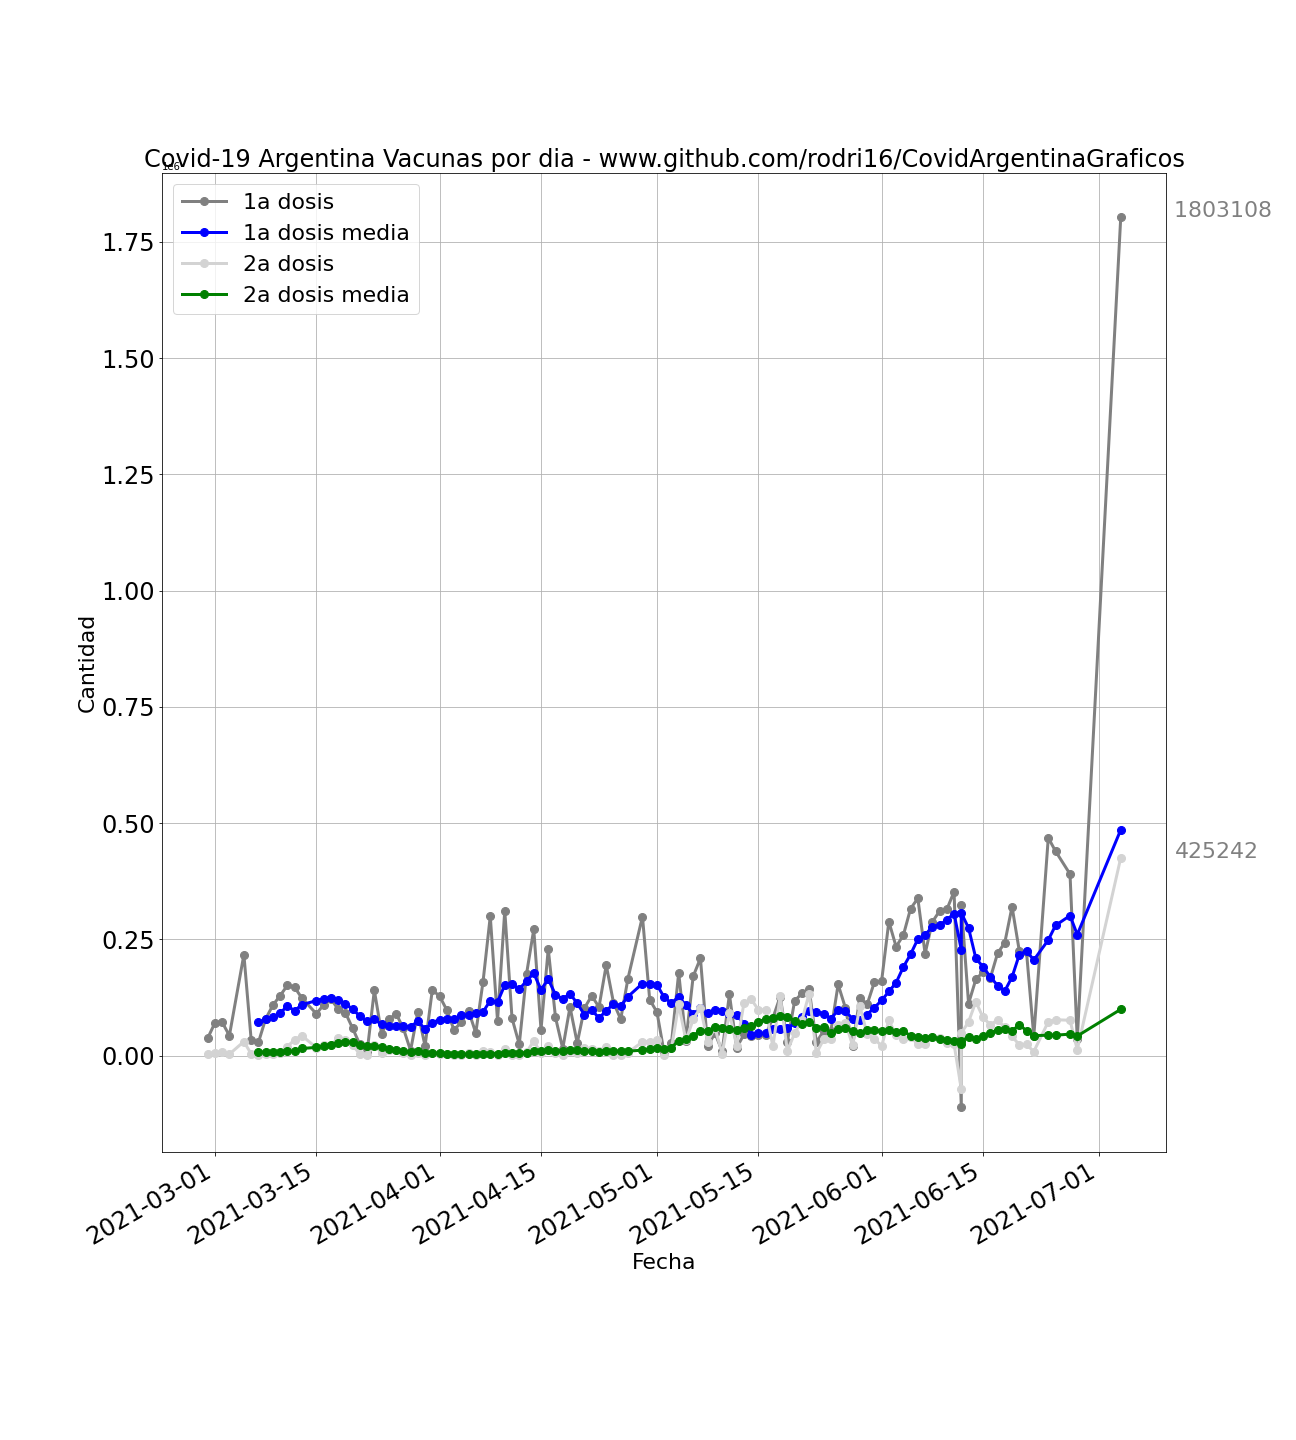 Covid-19 Argentina Vacunas por dia - www.github.com/rodri16/CovidArgentinaGraficos
1e6
1a dosis
1a dosis media
2a dosis
2a dosis media
1803108
425242
1.75
1.50
1.25
1.00
0.75
0.50
0.25
0.00
Cantidad
2021-03-01
2021-03-15
2021-04-01
2021-04-15
2021-05-01
2021-05-15
2021-06-01
2021-06-15
2021-07-01
Fecha